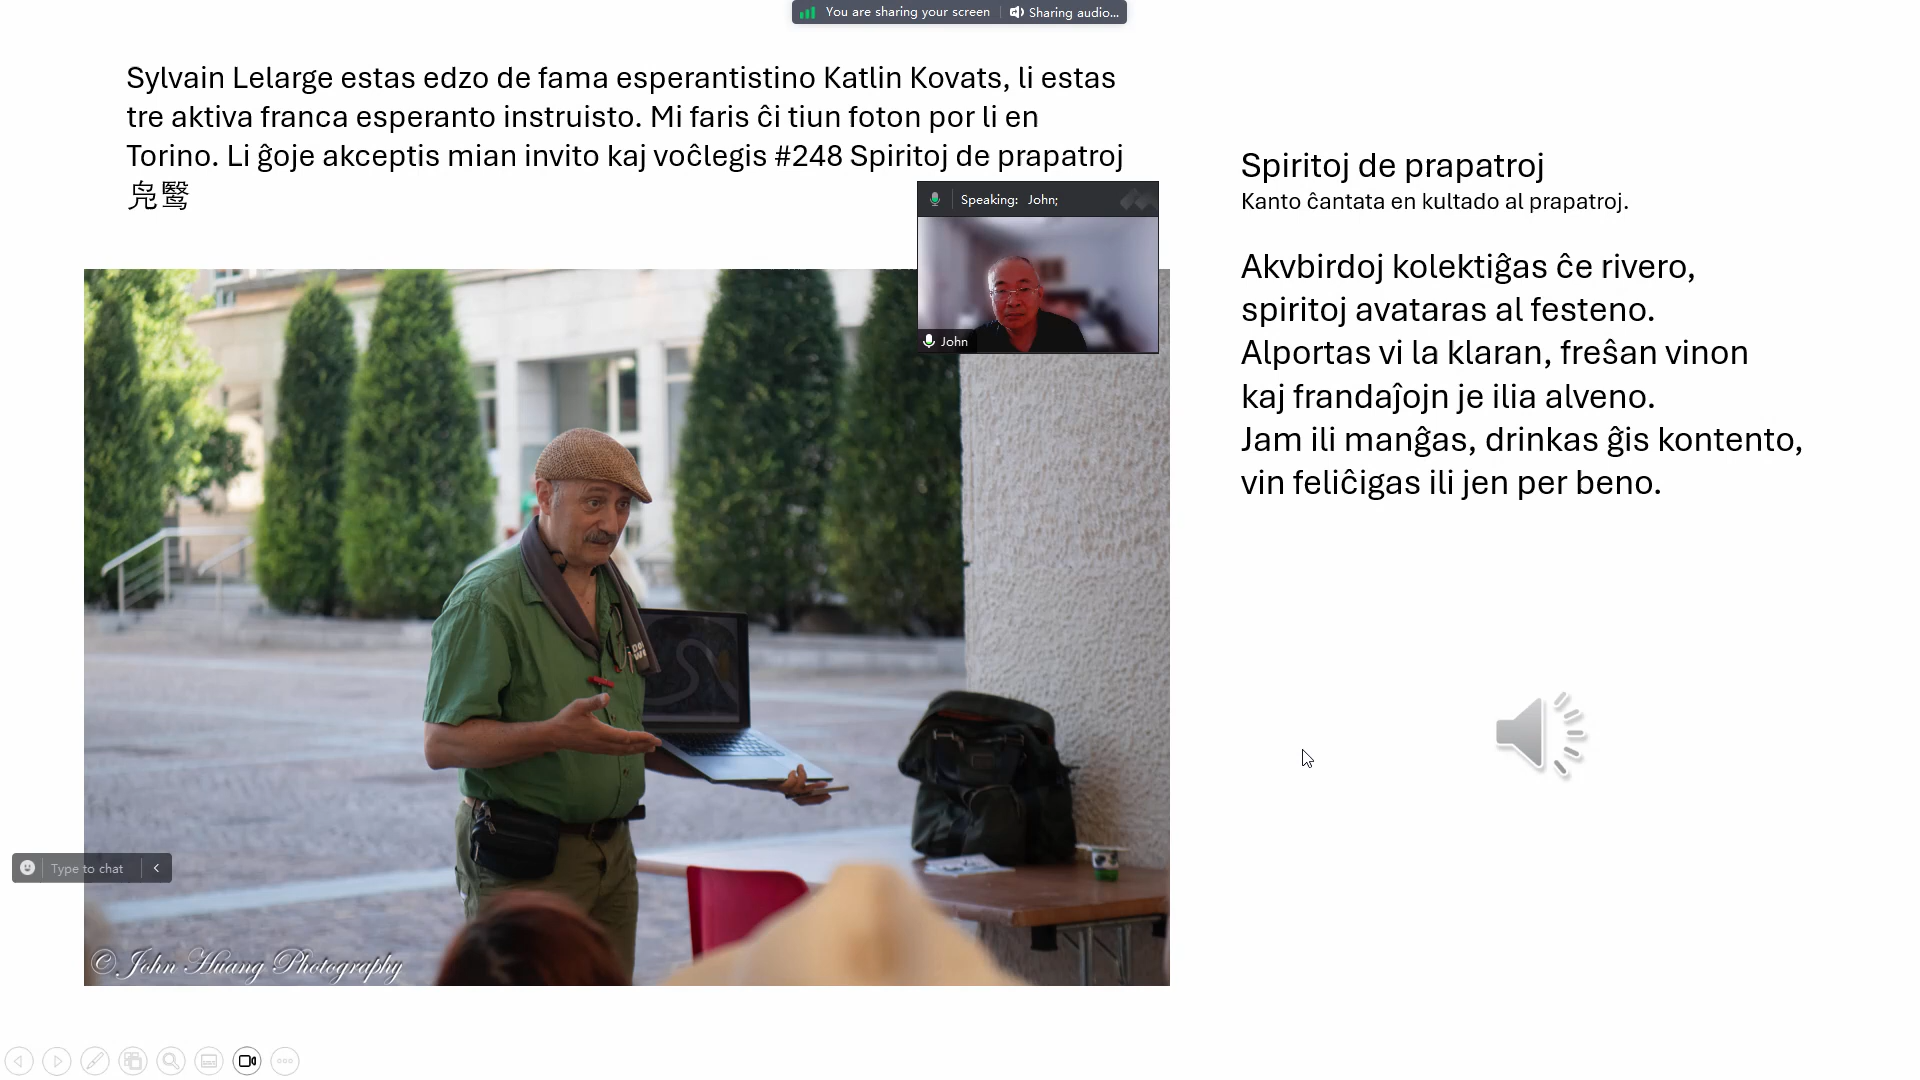 You are sharing your screen
Sharing audio...
Sylvain Lelarge estas edzo de fama esperantistino Katlin Kovats, li estas
tre aktiva franca esperanto instruisto. Mi faris ĉi tiun foton por li en
Torino. Li ĝoje akceptis mian invito kaj voĉlegis #248 Spiritoj de prapatroj
凫鹥
Speaking: John;
John
Spiritoj de prapatroj
Kanto ĉantata en kultado al prapatroj.
Akvbirdoj kolektiĝas ĉe rivero,
spiritoj avataras al festeno.
Alportas vi la klaran, freŝan vinon
kaj frandaĵojn je ilia alveno.
Jam ili manĝas, drinkas ĝis kontento,
vin feliĉigas ili jen per beno.
Type to chat
© John Huang Photography